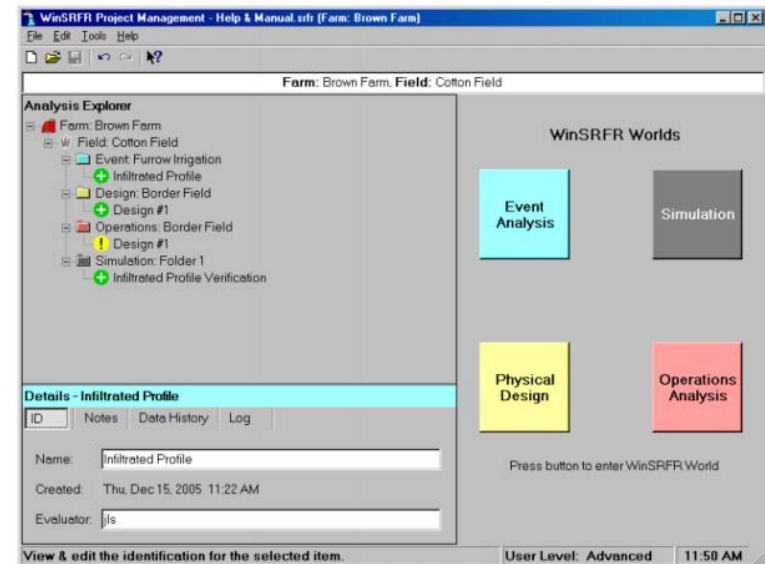 WinSRFR Project Management - Help & Manual.srfr (Farm: Brown Farm)
File Edit Tools Help
Farm: Brown Farm, Field: Cotton Field
Analysis Explorer
Farm: Brown Farm
Field: Cotton Field
Event: Furrow Irrigation
Infiltrated Profile
Design: Border Field
Design #1
Operations: Border Field
Design #1
Simulation: Folder 1
Infiltrated Profile Verification
Details - Infiltrated Profile
ID Notes Data History Log
Name: Infiltrated Profile
Created: Thu, Dec 15, 2005 11:22 AM
Evaluator: jls
WinSRFR Worlds
Event
Analysis
Simulation
Physical
Design
Operations
Analysis
Press button to enter WinSRFR World
View & edit the identification for the selected item.
User Level: Advanced
11:50 AM